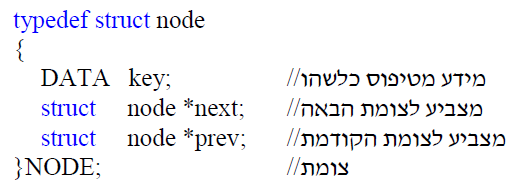 typedef struct node
{
DATA key; //מידע מטיפוס כלשהו
struct node *next; //מצביע לצומת הבאה
struct node *prev; //מצביע לצומת הקודמת
}NODE; //צומת